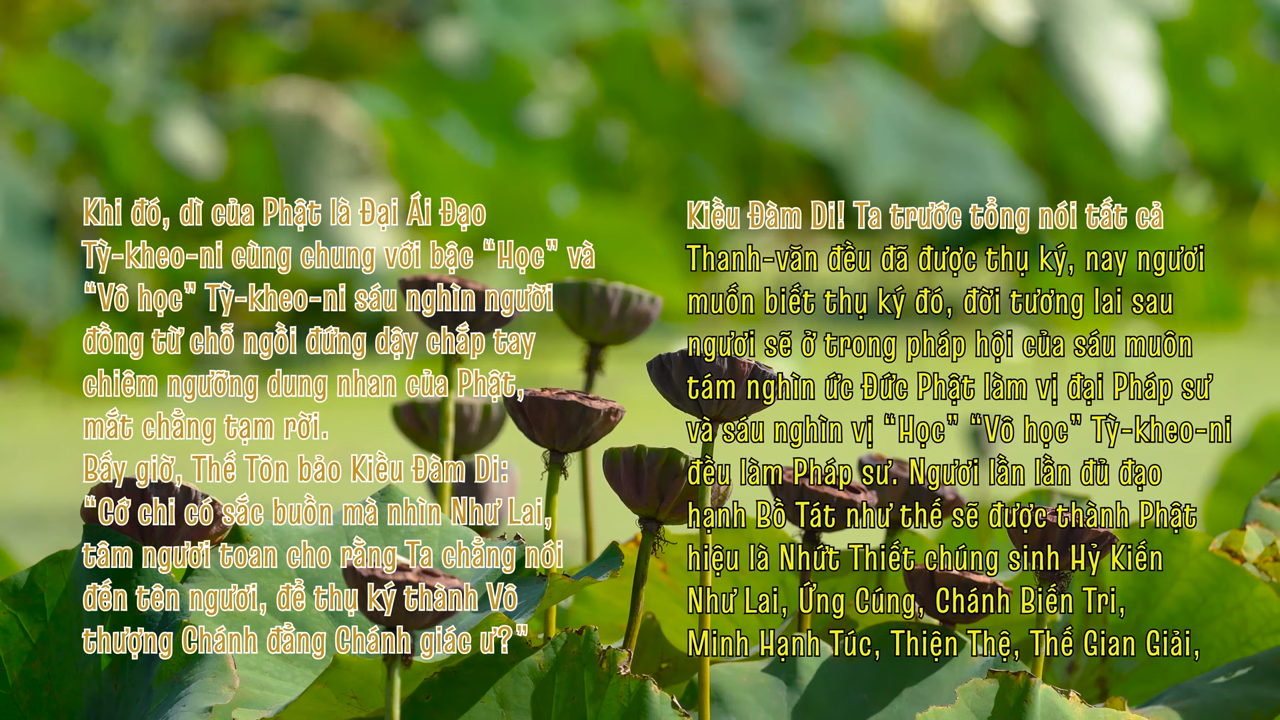 Khi đó, dì của Phật là Đại Ái Đạo
Tỳ-kheo-ni cùng chung với bậc “Học” và
“Vô học” Tỳ-kheo-ni sáu nghìn người
đồng từ chỗ ngồi đứng dậy chắp tay
chiêm ngưỡng dung nhan của Phật,
mắt chẳng tạm rời.
Bấy giờ, Thế Tôn bảo Kiều Đàm Di:
“Cớ chi có sắc buồn mà nhìn Như Lai,
tâm ngươi toan cho rằng Ta chẳng nói
đến tên ngươi, để thụ ký thành Vô
thượng Chánh đẳng Chánh giác ư?”
Kiều Đàm Di! Ta trước tổng nói tất cả
Thanh-văn đều đã được thụ ký, nay ngươi
muốn biết thụ ký đó, đời tương lai sau
ngươi sẽ ở trong pháp hội của sáu muôn
tám nghìn ức Đức Phật làm vị đại Pháp sư
và sáu nghìn vị “Học” “Vô học” Tỳ-kheo-ni
đều làm Pháp sư. Ngươi lần lần đủ đạo
hạnh Bồ Tát như thế sẽ được thành Phật
hiệu là Nhứt Thiết chúng sinh Hỷ Kiến
Như Lai, Ứng Cúng, Chánh Biến Tri,
Minh Hạnh Túc, Thiện Thệ, Thế Gian Giải,